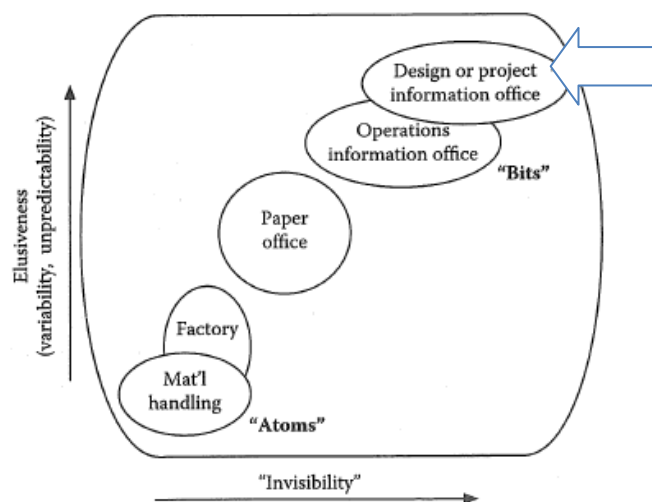 Design or project
information office
Operations
information office
"Bits"
Paper
office
Factory
Mat'l
handling
"Atoms"
Elusiveness
(variability, unpredictability)
"Invisibility"